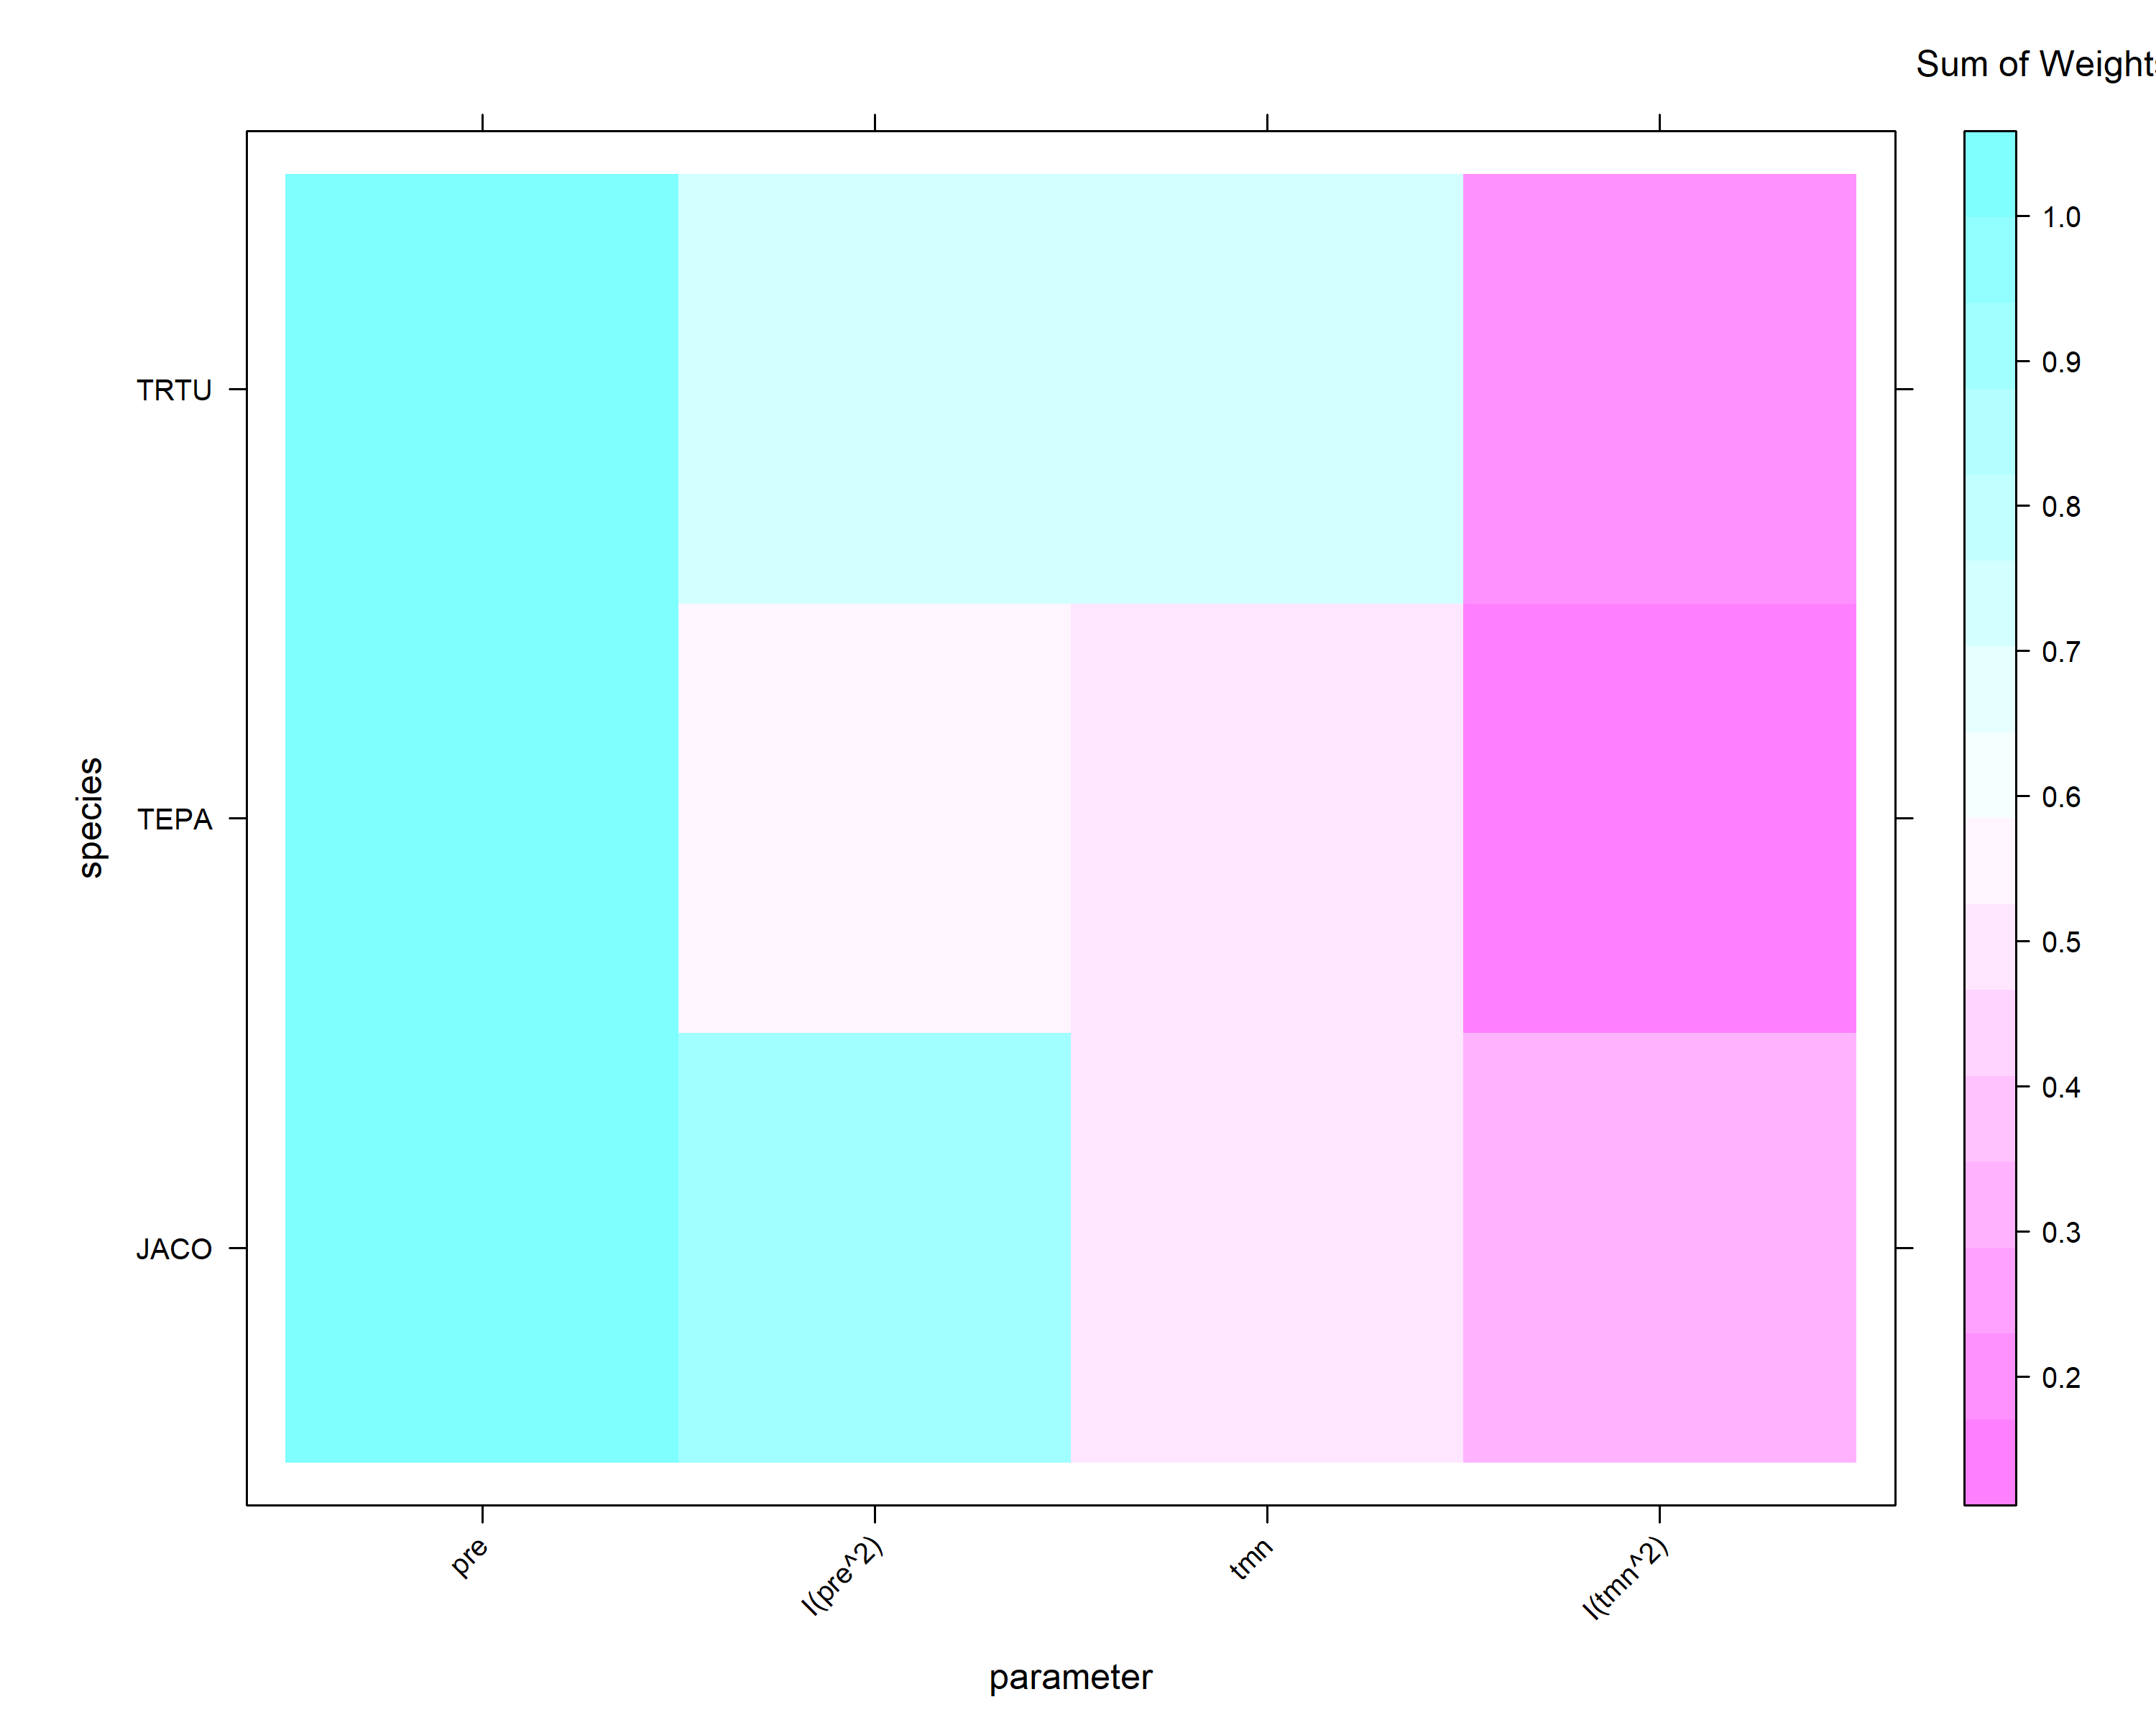 Sum of Weights
1.0
0.9
TRTU
0.8
0.7
0.6
species
TEPA
0.5
0.4
JACO
0.3
0.2
pre
I(pre^2)
tmn
I(tmn^2)
parameter